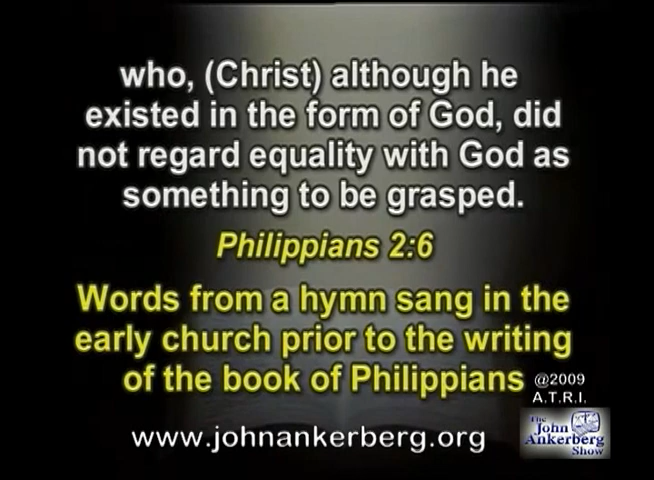 who, (Christ) although he
existed in the form of God, did
not regard equality with God as
something to be grasped.
Philippians 2:6
Words from a hymn sang in the
early church prior to the writing
of the book of Philippians
@2009
A.T.R.I.
www.johnankerberg.org
The
John
Ankerberg
Show